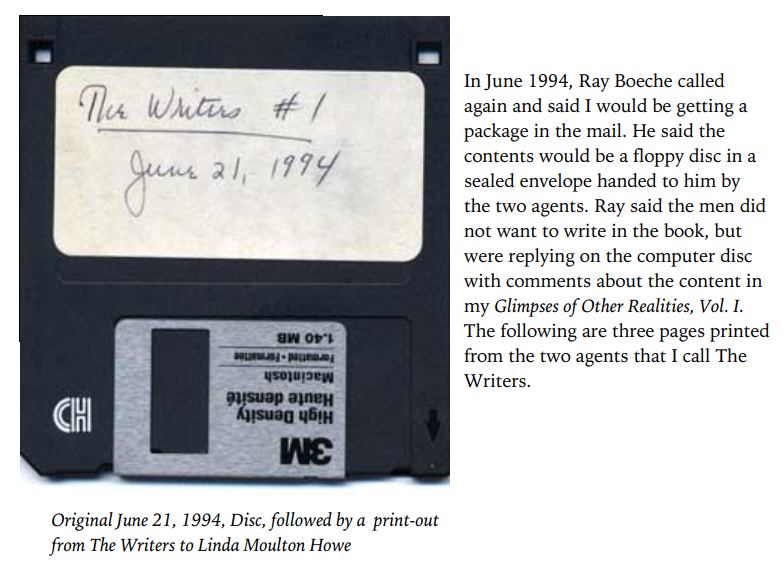 The Writers #1
June 21, 1994
1.40 MB
Formatted • Formattée
Macintosh
Haute densité
High Density
3M
HD
In June 1994, Ray Boeche called
again and said I would be getting a
package in the mail. He said the
contents would be a floppy disc in a
sealed envelope handed to him by
the two agents. Ray said the men did
not want to write in the book, but
were replying on the computer disc
with comments about the content in
my Glimpses of Other Realities, Vol. I.
The following are three pages printed
from the two agents that I call The
Writers.
Original June 21, 1994, Disc, followed by a print-out
from The Writers to Linda Moulton Howe